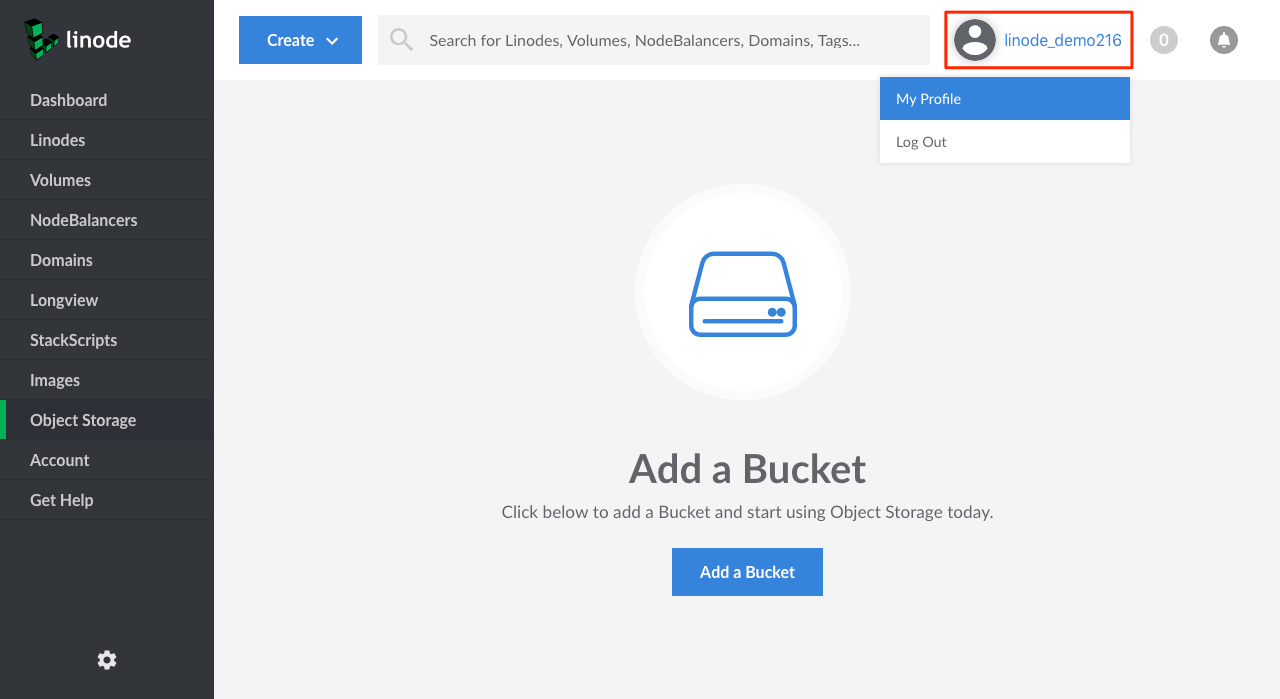 linode
Create
Search for Linodes, Volumes, NodeBalancers, Domains, Tags...
linode_demo216
0
My Profile
Log Out
Dashboard
Linodes
Volumes
NodeBalancers
Domains
Longview
StackScripts
Images
Object Storage
Account
Get Help
Add a Bucket
Click below to add a Bucket and start using Object Storage today.
Add a Bucket